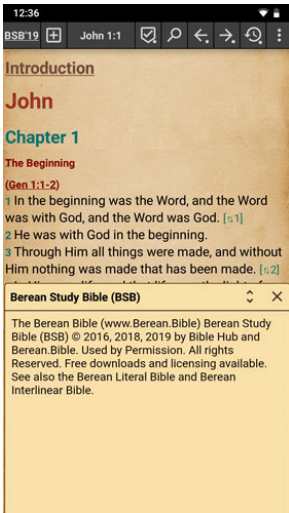 12:36
BSB'19 John 1:1
Introduction
John
Chapter 1
The Beginning
(Gen 1:1-2)
1 In the beginning was the Word, and the Word
was with God, and the Word was God. [↑↓1]
2 He was with God in the beginning.
3 Through Him all things were made, and without
Him nothing was made that has been made. [↑↓2]
Berean Study Bible (BSB)
The Berean Bible (www.Berean.Bible) Berean Study
Bible (BSB) © 2016, 2018, 2019 by Bible Hub and
Berean.Bible. Used by Permission. All rights
Reserved. Free downloads and licensing available.
See also the Berean Literal Bible and Berean
Interlinear Bible.